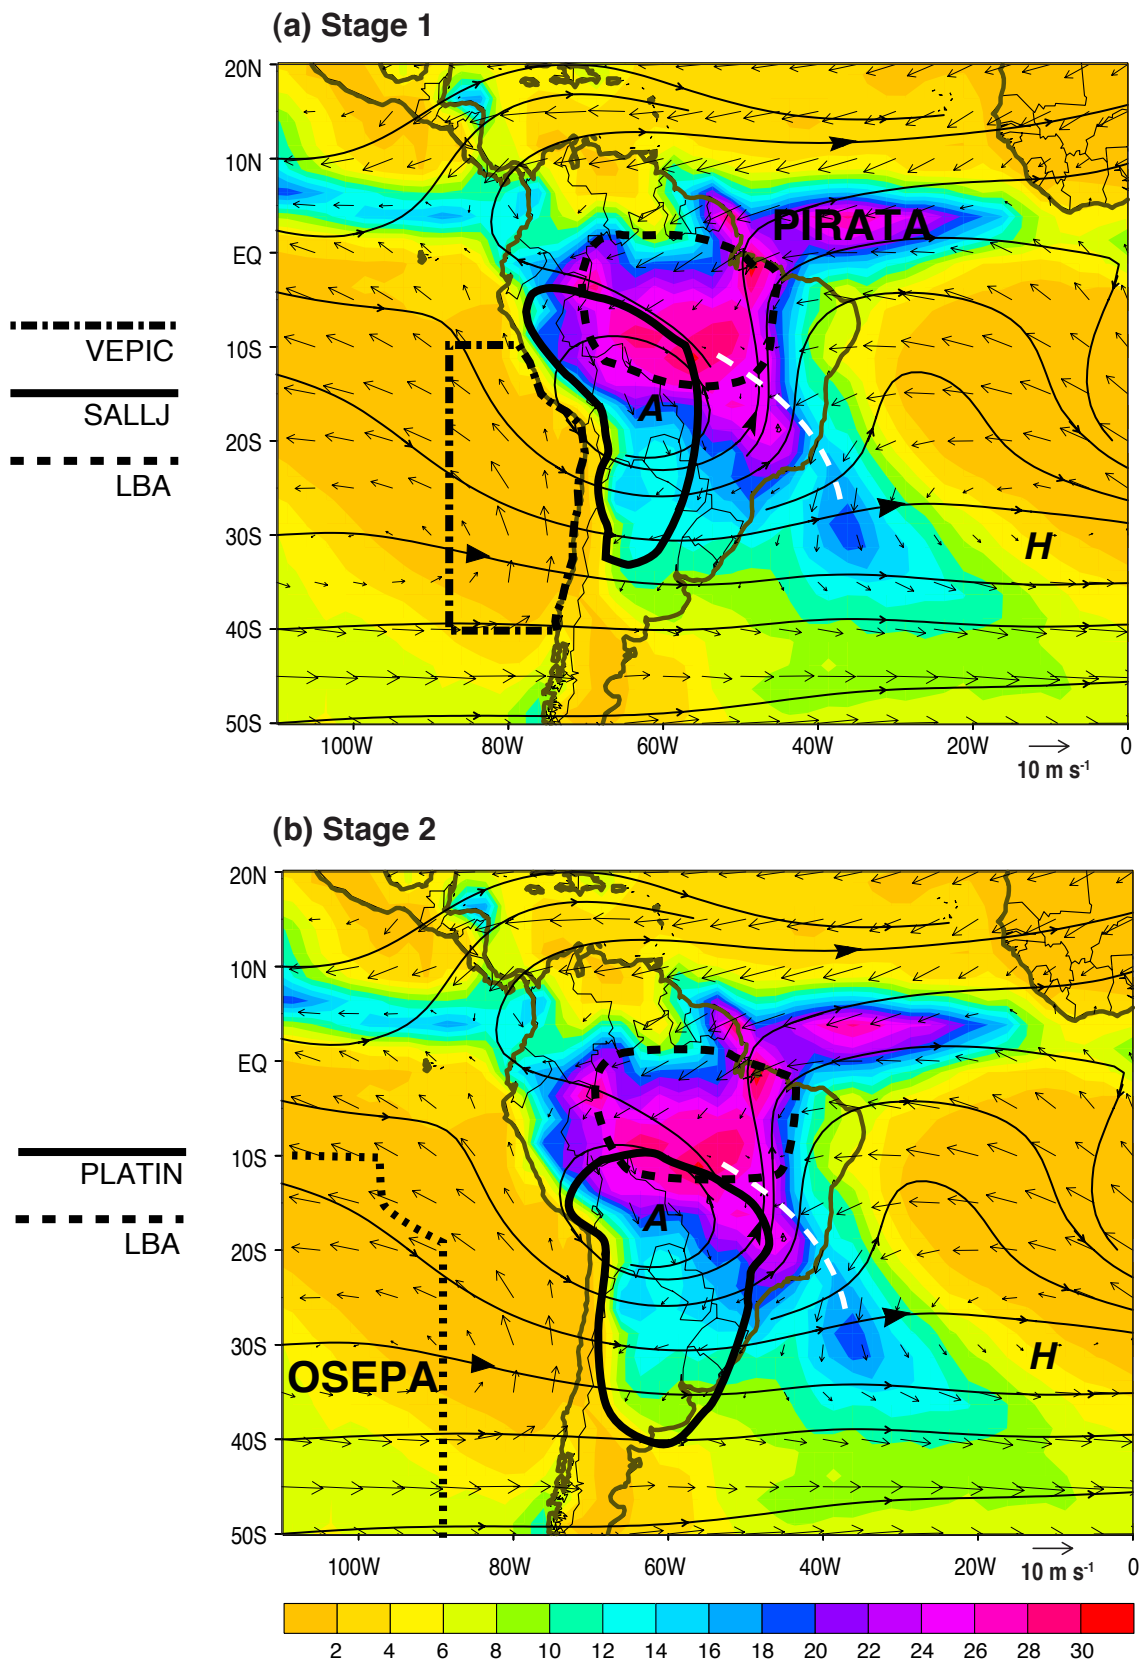 (a) Stage 1
20N
10N
EQ
10S
20S
30S
40S
50S
100W 80W 60W 40W 20W 0
10 m s-1
VEPIC
SALLJ
LBA
PIRATA
A
H
(b) Stage 2
20N
10N
EQ
10S
20S
30S
40S
50S
100W 80W 60W 40W 20W 0
10 m s-1
PLATIN
LBA
A
OSEPA
H
2 4 6 8 10 12 14 16 18 20 22 24 26 28 30